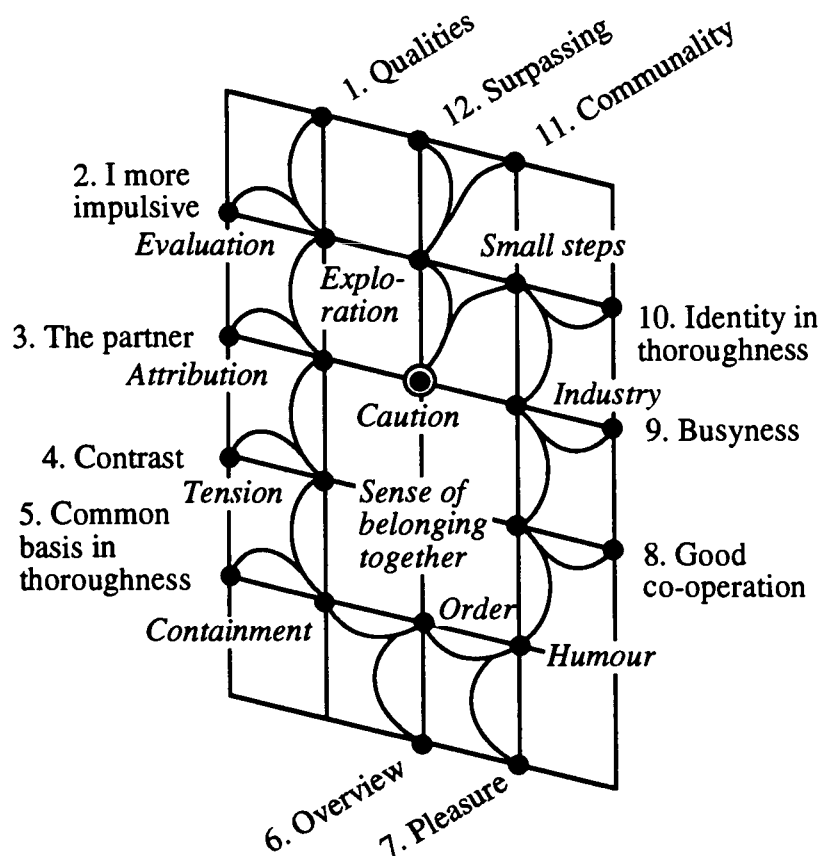 1. Qualities
12. Surpassing
11. Communality
2. I more
impulsive
Evaluation
Explo-
ration
Small steps
10. Identity in
thoroughness
3. The partner
Attribution
Caution
Industry
9. Busyness
4. Contrast
Tension
Sense of
belonging
together
5. Common
basis in
thoroughness
8. Good
co-operation
Containment
Order
Humour
6. Overview
7. Pleasure